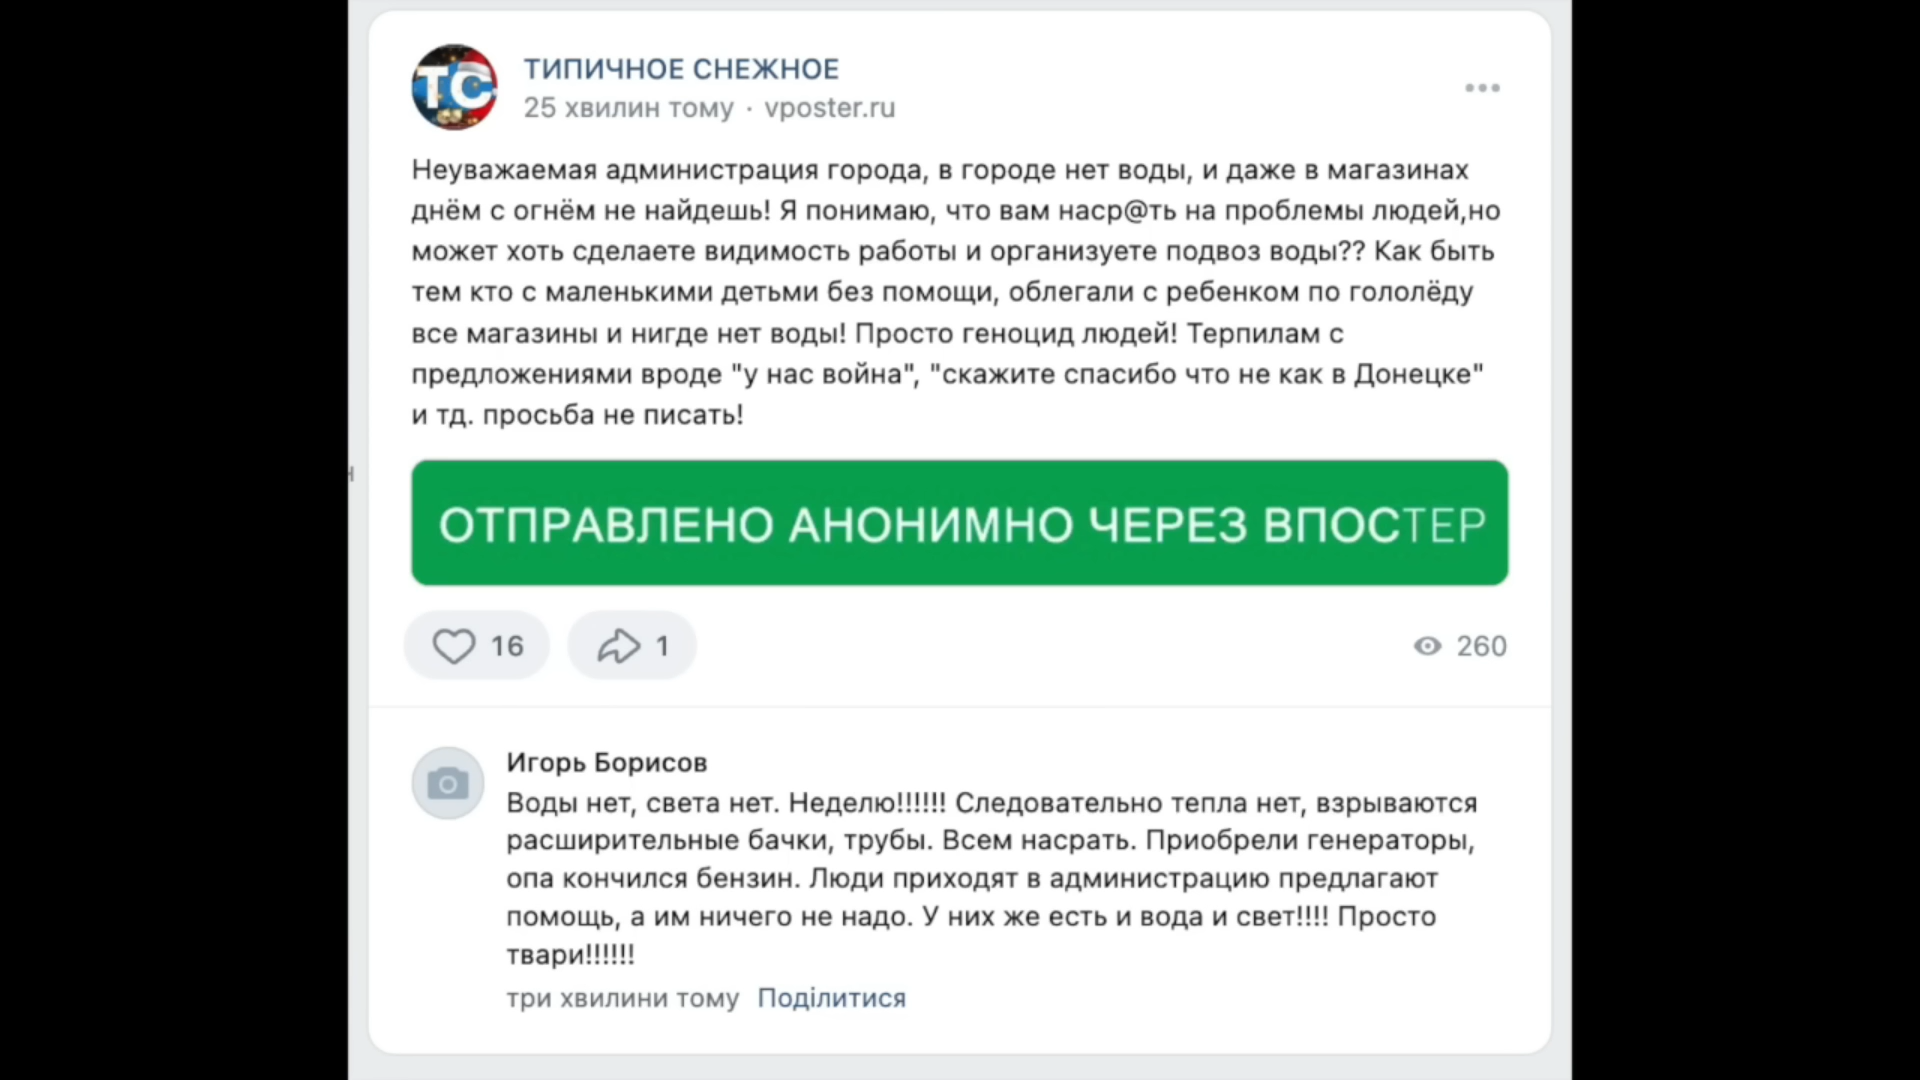 ТС
ТИПИЧНОЕ СНЕЖНОЕ
25 хвилин тому · vposter.ru
Неуважаемая администрация города, в городе нет воды, и даже в магазинах
днём с огнём не найдешь! Я понимаю, что вам наср@ть на проблемы людей,но
может хоть сделаете видимость работы и организуете подвоз воды?? Как быть
тем кто с маленькими детьми без помощи, облегали с ребенком по гололёду
все магазины и нигде нет воды! Просто геноцид людей! Терпилам с
предложениями вроде "у нас война", "скажите спасибо что не как в Донецке"
и тд. просьба не писать!
ОТПРАВЛЕНО АНОНИМНО ЧЕРЕЗ ВПОСТЕР
16 1 260
Игорь Борисов
Воды нет, света нет. Неделю!!!!!! Следовательно тепла нет, взрываются
расширительные бачки, трубы. Всем насрать. Приобрели генераторы,
опа кончился бензин. Люди приходят в администрацию предлагают
помощь, а им ничего не надо. У них же есть и вода и свет!!!! Просто
твари!!!!!!
три хвилини тому Поділитися